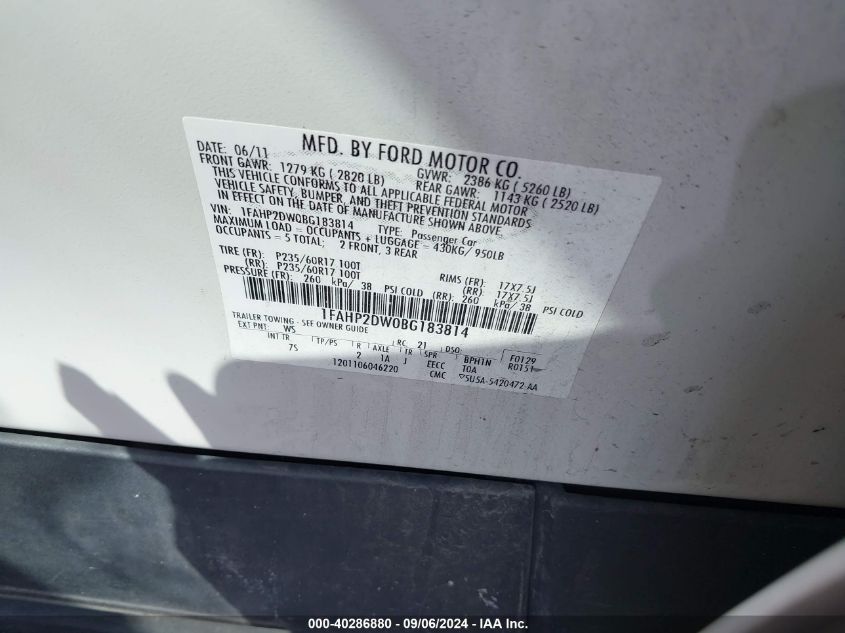 MFD. BY FORD MOTOR CO.
DATE: 06/11 GVWR: 2386 KG ( 5260 LB)
FRONT GAWR: 1279 KG ( 2820 LB) REAR GAWR: 1143 KG ( 2520 LB)
THIS VEHICLE CONFORMS TO ALL APPLICABLE FEDERAL MOTOR
VEHICLE SAFETY, BUMPER, AND THEFT PREVENTION STANDARDS
IN EFFECT ON THE DATE OF MANUFACTURE SHOWN ABOVE.
VIN: 1FAHP2DW0BG183814 TYPE: Passenger Car
MAXIMUM LOAD = OCCUPANTS + LUGGAGE = 430KG/ 950LB
OCCUPANTS = 5 TOTAL; 2 FRONT, 3 REAR
TIRE (FR): P235/60R17 100T RIMS (FR): 17X7.5J
(RR): P235/60R17 100T (RR): 17X7.5J
PRESSURE (FR): 260 kPa/ 38 PSI COLD (RR): 260 kPa/ 38 PSI COLD
1FAHP2DW0BG183814
TRAILER TOWING - SEE OWNER GUIDE
EXT PNT: WS RC: 21 DSO: F0129
INT TR TP/PS R AXLE TR SPR BPHTN R0151
7S 2 1A J EECC TOA
1201106046220 CMC ▽5U5A-5420472-AA
000-40286880 - 09/06/2024 - IAA Inc.